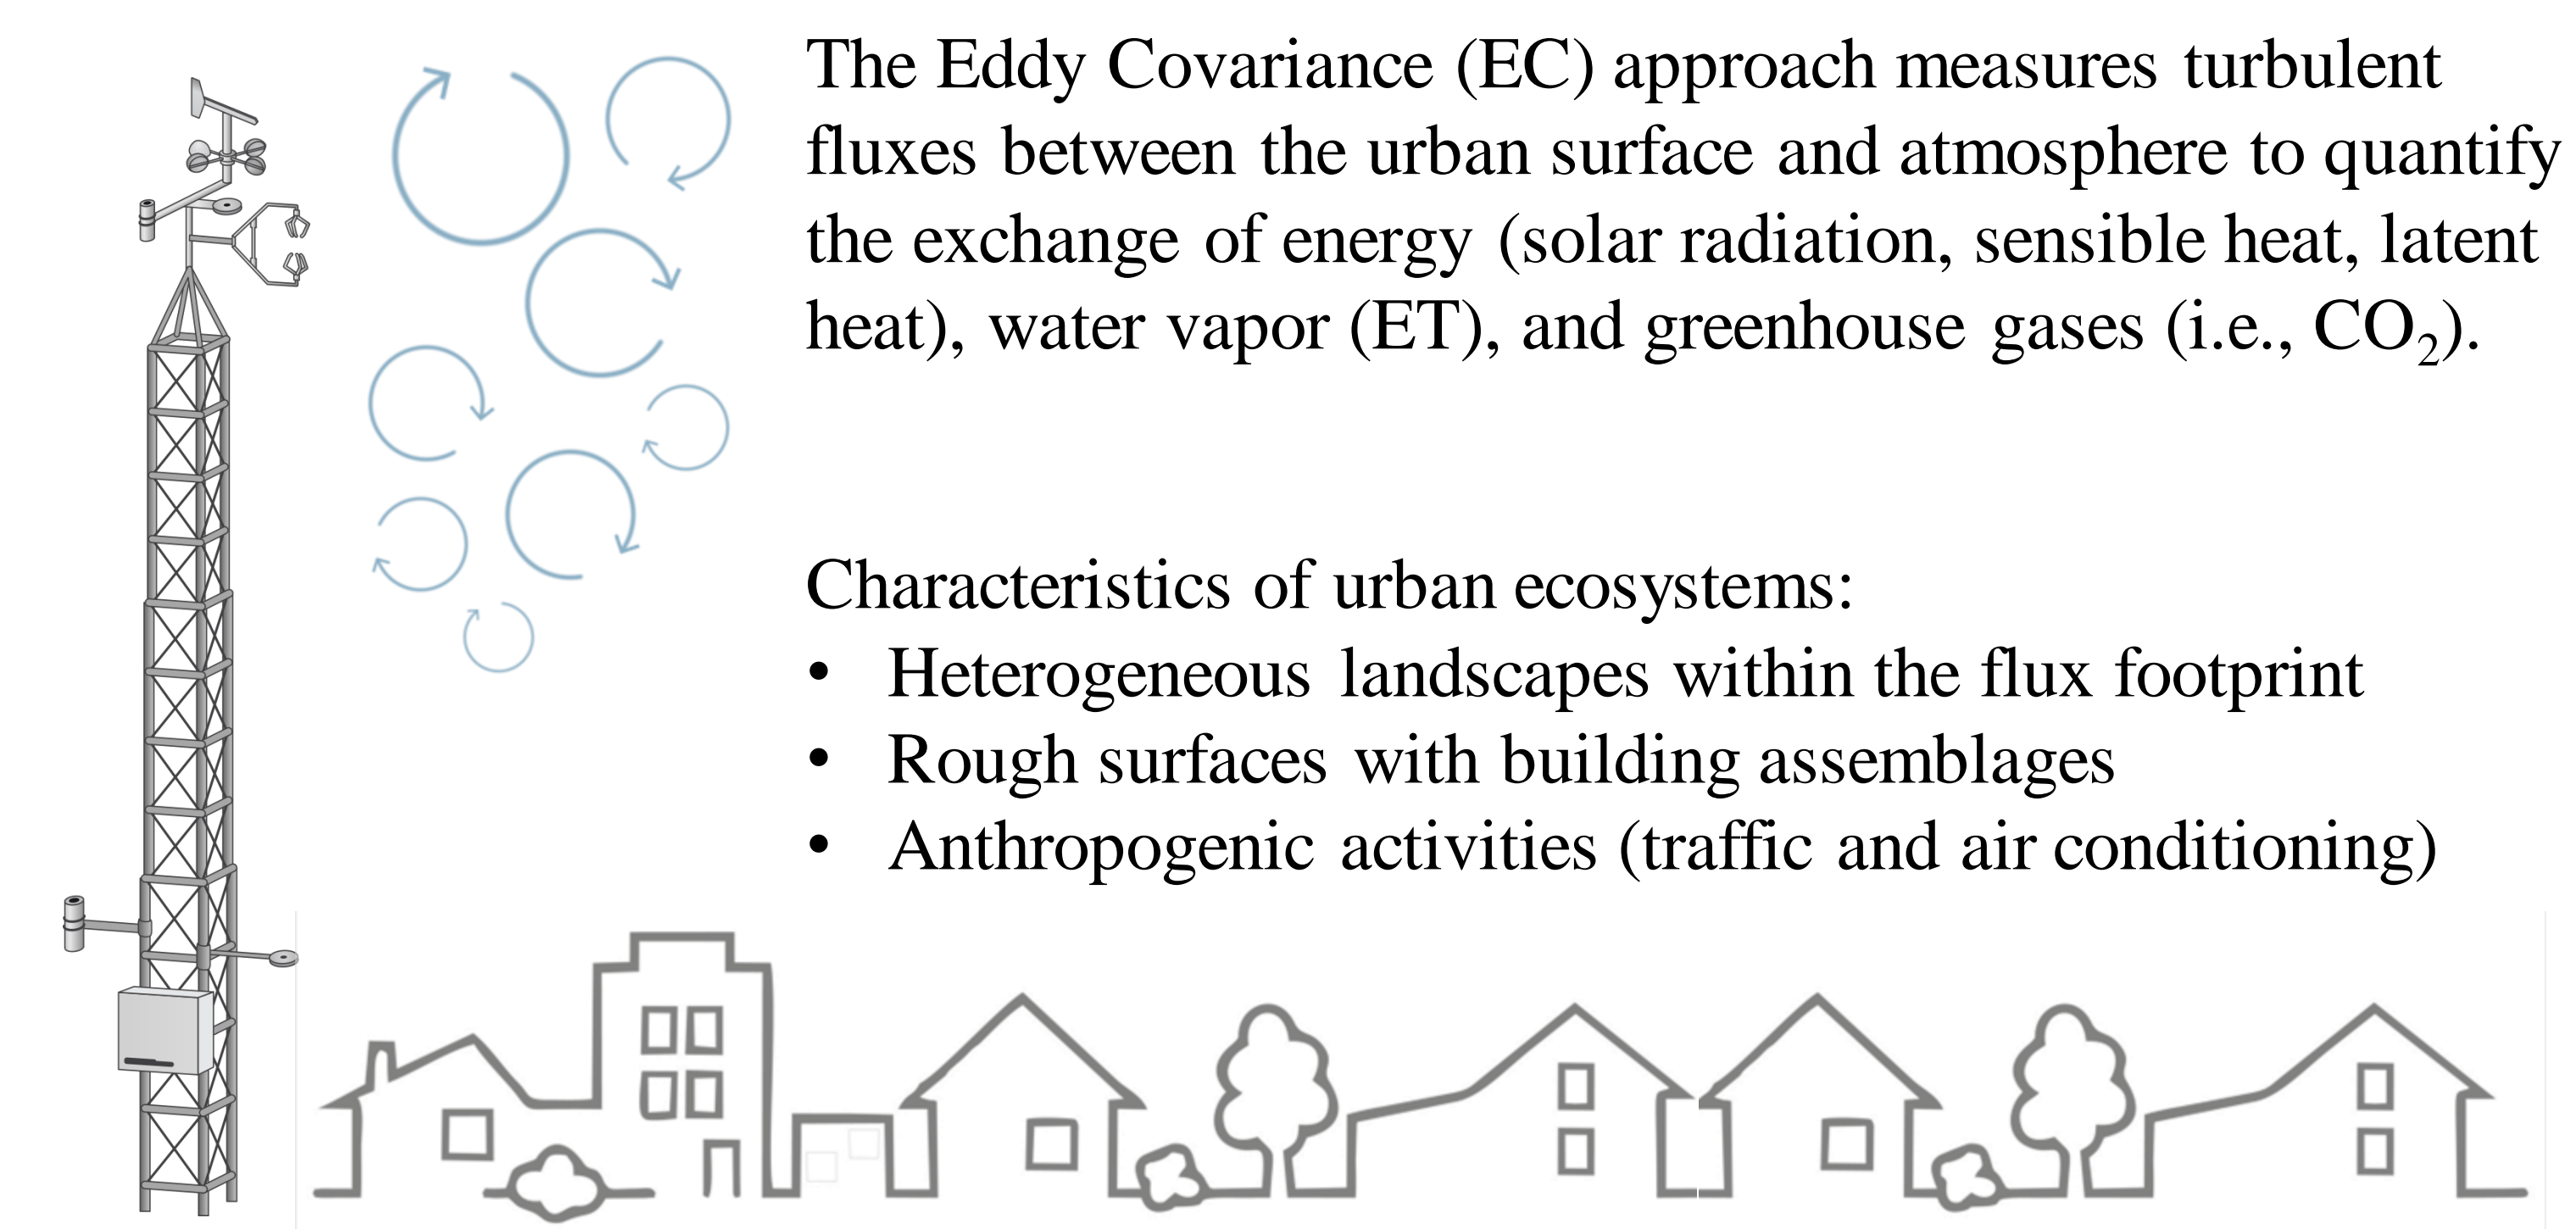 The Eddy Covariance (EC) approach measures turbulent
fluxes between the urban surface and atmosphere to quantify
the exchange of energy (solar radiation, sensible heat, latent
heat), water vapor (ET), and greenhouse gases (i.e., CO₂).
Characteristics of urban ecosystems:
• Heterogeneous landscapes within the flux footprint
• Rough surfaces with building assemblages
• Anthropogenic activities (traffic and air conditioning)